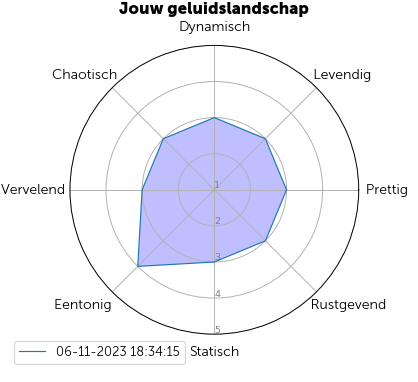 Jouw geluidslandschap
Dynamisch
Chaotisch
Levendig
Vervelend
Prettig
1
2
3
4
5
Eentonig
Rustgevend
Statisch
06-11-2023 18:34:15